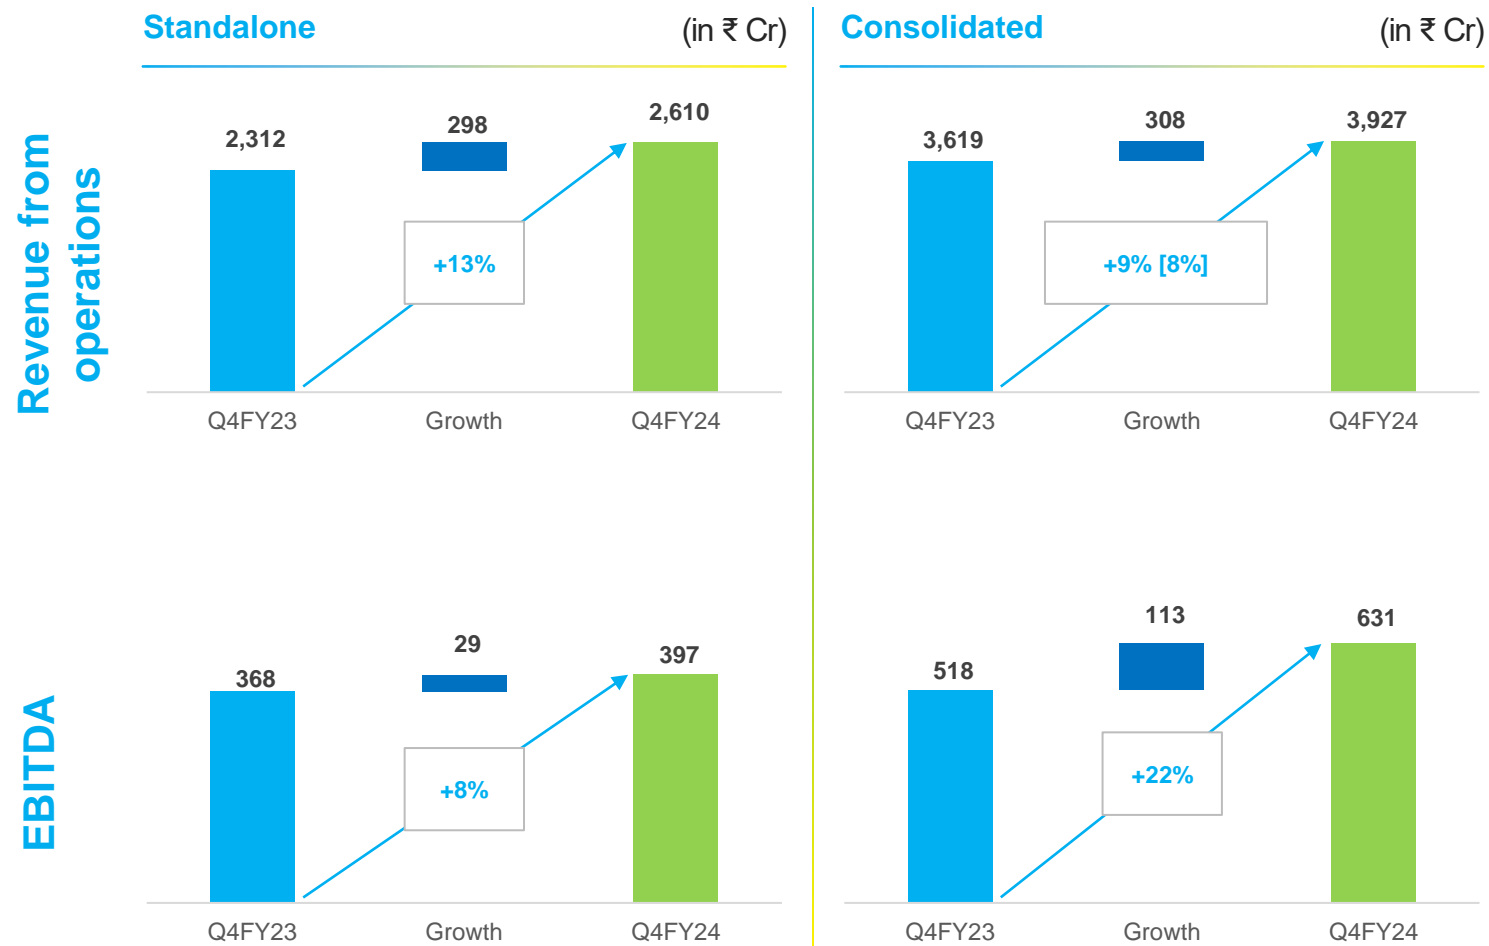 Standalone
(in ₹ Cr)
Consolidated
(in ₹ Cr)
Revenue from
operations
2,312
298
2,610
+13%
Q4FY23
Growth
Q4FY24
3,619
308
3,927
+9% [8%]
Q4FY23
Growth
Q4FY24
EBITDA
368
29
397
+8%
Q4FY23
Growth
Q4FY24
518
113
631
+22%
Q4FY23
Growth
Q4FY24